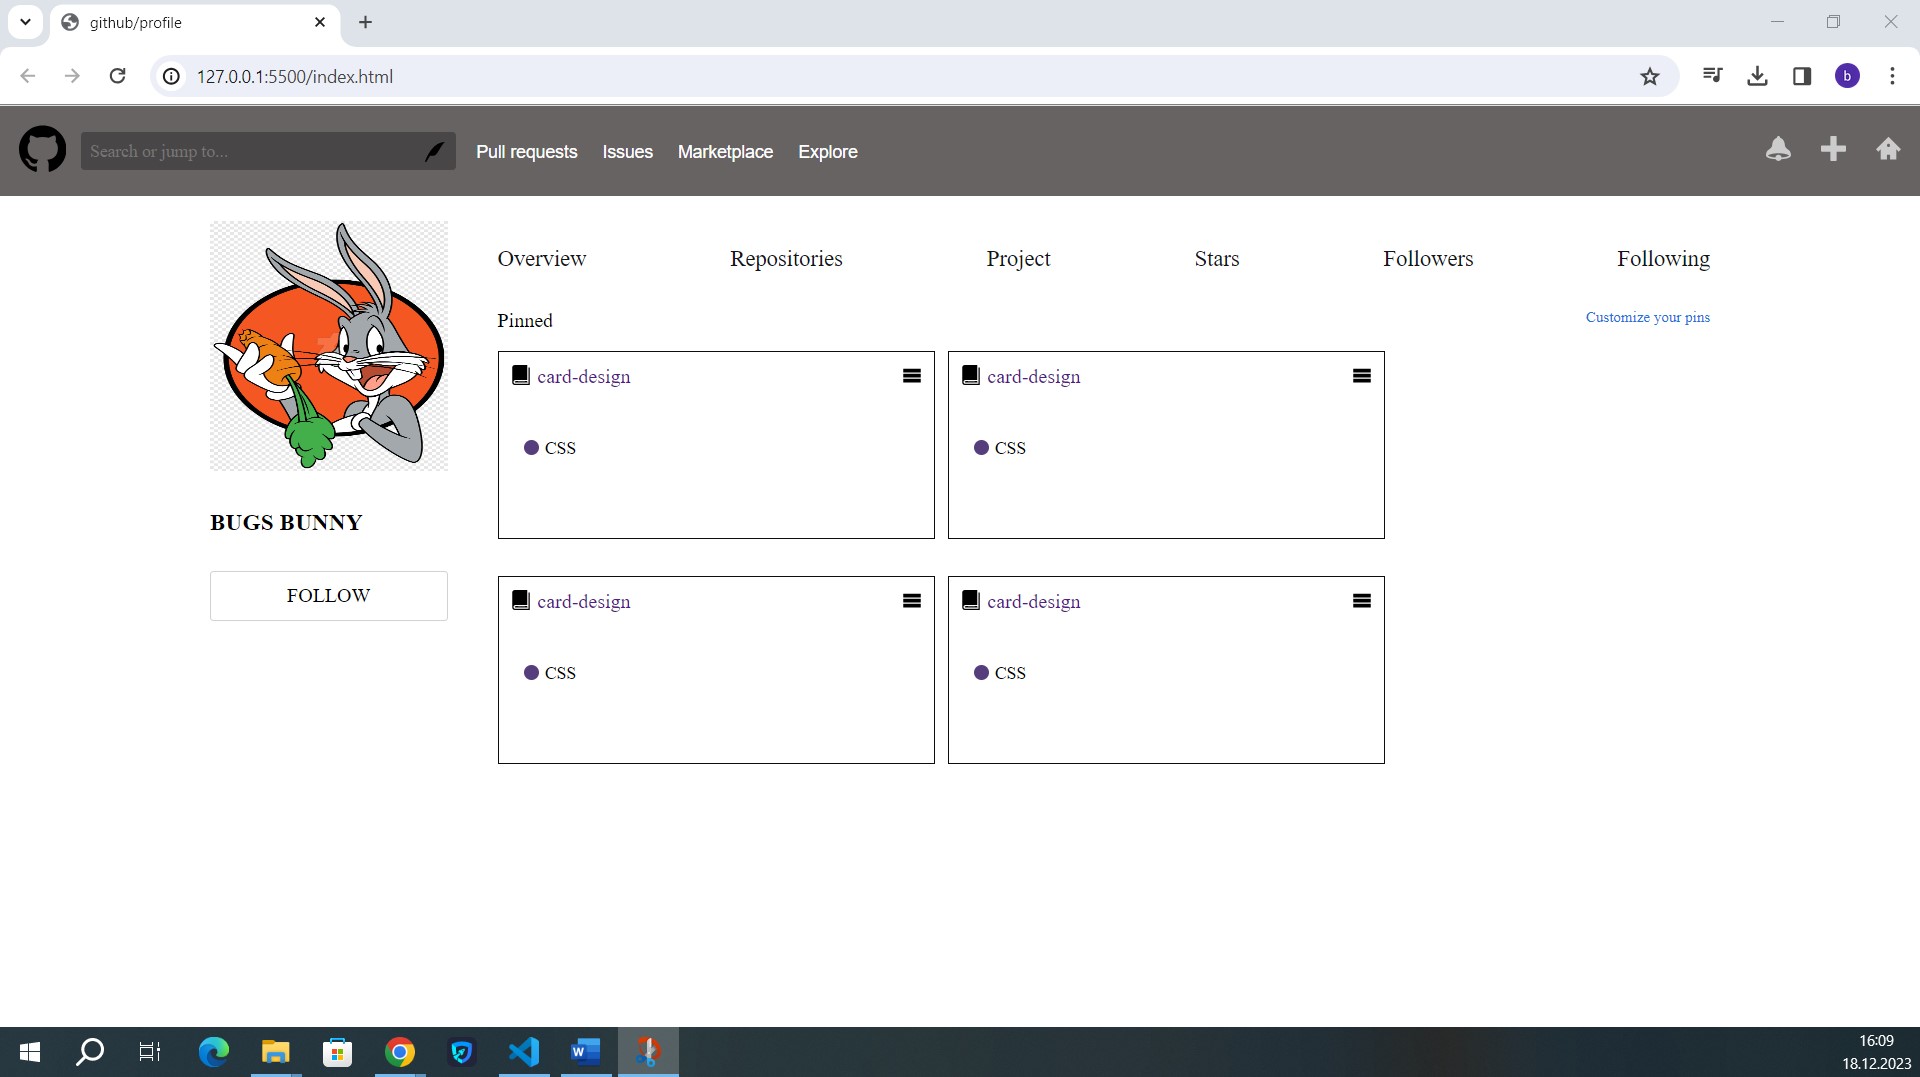 github/profile
127.0.0.1:5500/index.html
b
Search or jump to...
Pull requests Issues Marketplace Explore
Overview Repositories Project Stars Followers Following
Pinned Customize your pins
card-design card-design
CSS CSS
BUGS BUNNY
FOLLOW
card-design card-design
CSS CSS
W
16:09
18.12.2023